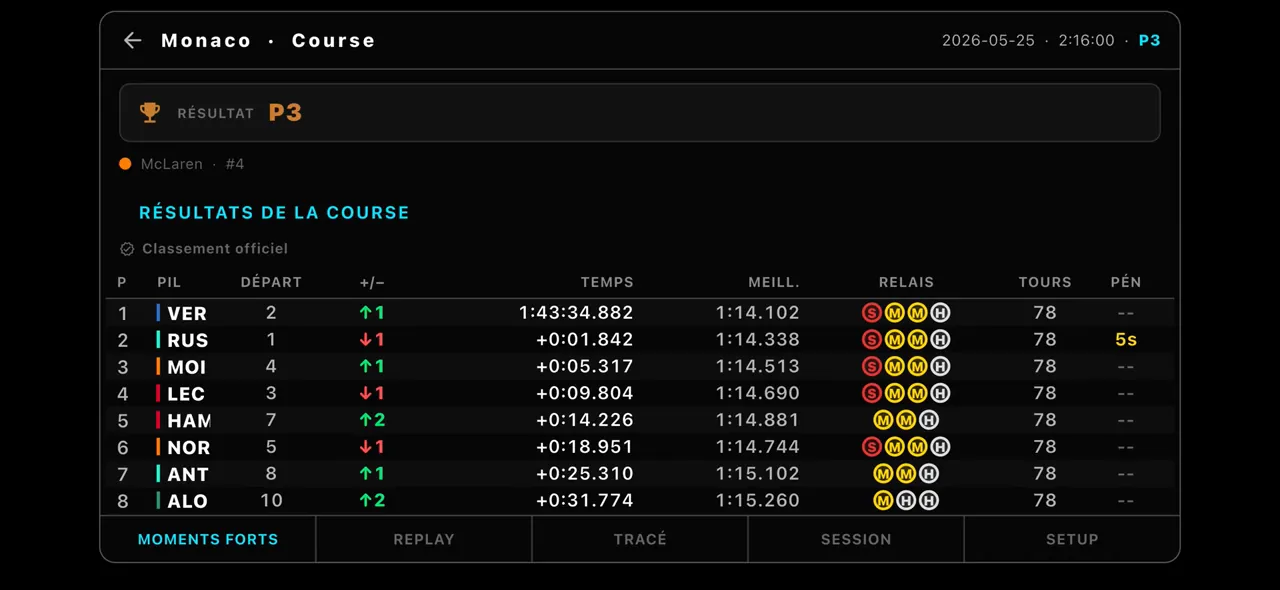 Monaco · Course
2026-05-25 · 2:16:00 · P3
RÉSULTAT P3
McLaren · #4
RÉSULTATS DE LA COURSE
Classement officiel
P PIL DÉPART +/− TEMPS MEILL. RELAIS TOURS PÉN
1 VER 2 ↑1 1:43:34.882 1:14.102 S M M H 78 --
2 RUS 1 ↓1 +0:01.842 1:14.338 S M M H 78 5s
3 MOI 4 ↑1 +0:05.317 1:14.513 S M M H 78 --
4 LEC 3 ↓1 +0:09.804 1:14.690 S M M H 78 --
5 HAM 7 ↑2 +0:14.226 1:14.881 M M H 78 --
6 NOR 5 ↓1 +0:18.951 1:14.744 S M M H 78 --
7 ANT 8 ↑1 +0:25.310 1:15.102 M M H 78 --
8 ALO 10 ↑2 +0:31.774 1:15.260 M H H 78 --
MOMENTS FORTS REPLAY TRACÉ SESSION SETUP